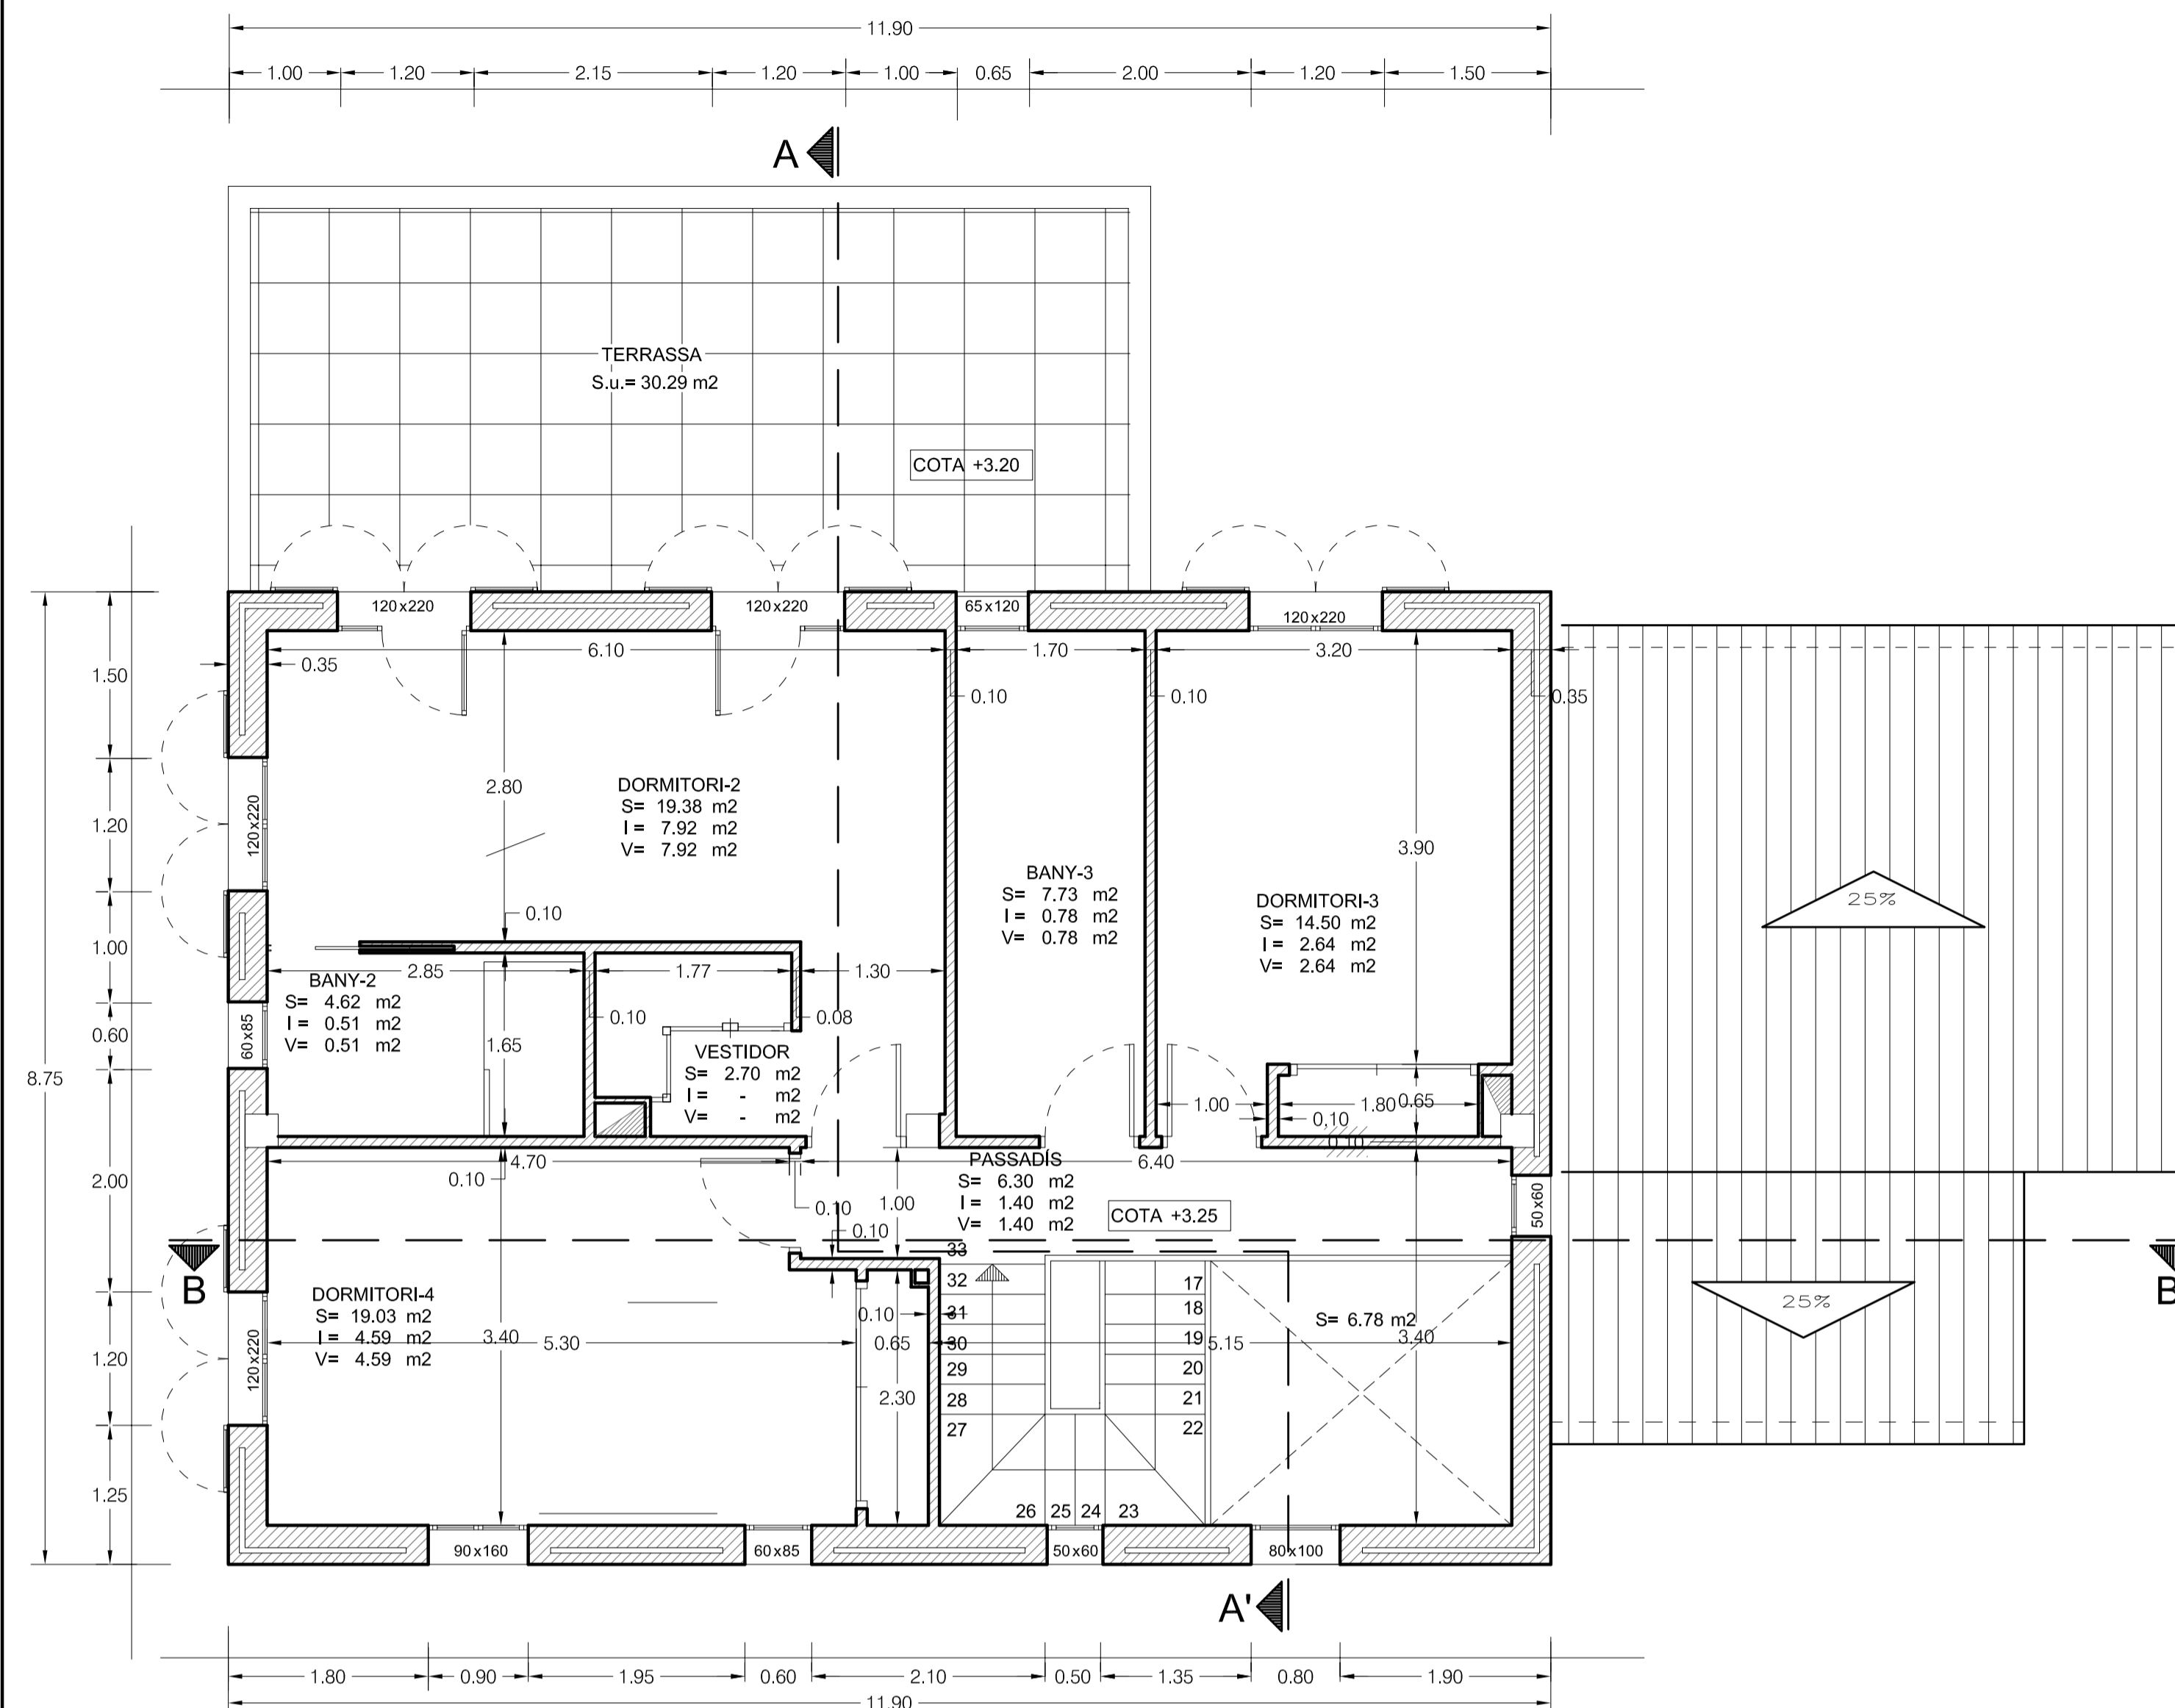 11.90
1.00 1.20 2.15 1.20 1.00 0.65 2.00 1.20 1.50
A
TERRASSA
S.u.= 30.29 m2
COTA +3.20
120x220 120x220 65x120 120x220
6.10 1.70 3.20
0.35
0.10 0.10 0.35
1.50
2.80
DORMITORI-2
S= 19.38 m2
I = 7.92 m2
V= 7.92 m2
1.20
120x220
3.90
BANY-3
S= 7.73 m2
I = 0.78 m2
V= 0.78 m2
DORMITORI-3
S= 14.50 m2
I = 2.64 m2
V= 2.64 m2
25%
0.10
1.00
2.85 1.77 1.30
BANY-2
S= 4.62 m2
I = 0.51 m2
V= 0.51 m2
0.10 0.08
0.60
60x85
1.65
VESTIDOR
S= 2.70 m2
I = - m2
V= - m2
8.75
1.00 1.80 0.65
0,10
4.70 6.40
0.10
PASSADÍS
S= 6.30 m2
I = 1.40 m2
V= 1.40 m2
2.00
1.00
0.10
0.10
COTA +3.25
50x60
B
B
33
32
31
30
29
28
27
26 25 24 23
17
18
19
20
21
22
DORMITORI-4
S= 19.03 m2
I = 4.59 m2
V= 4.59 m2
25%
0.10
S= 6.78 m2
1.20
120x220
3.40 5.30 0.65 5.15 3.40
2.30
1.25
90x160 60x85 50x60 80x100
A'
1.80 0.90 1.95 0.60 2.10 0.50 1.35 0.80 1.90
11.90